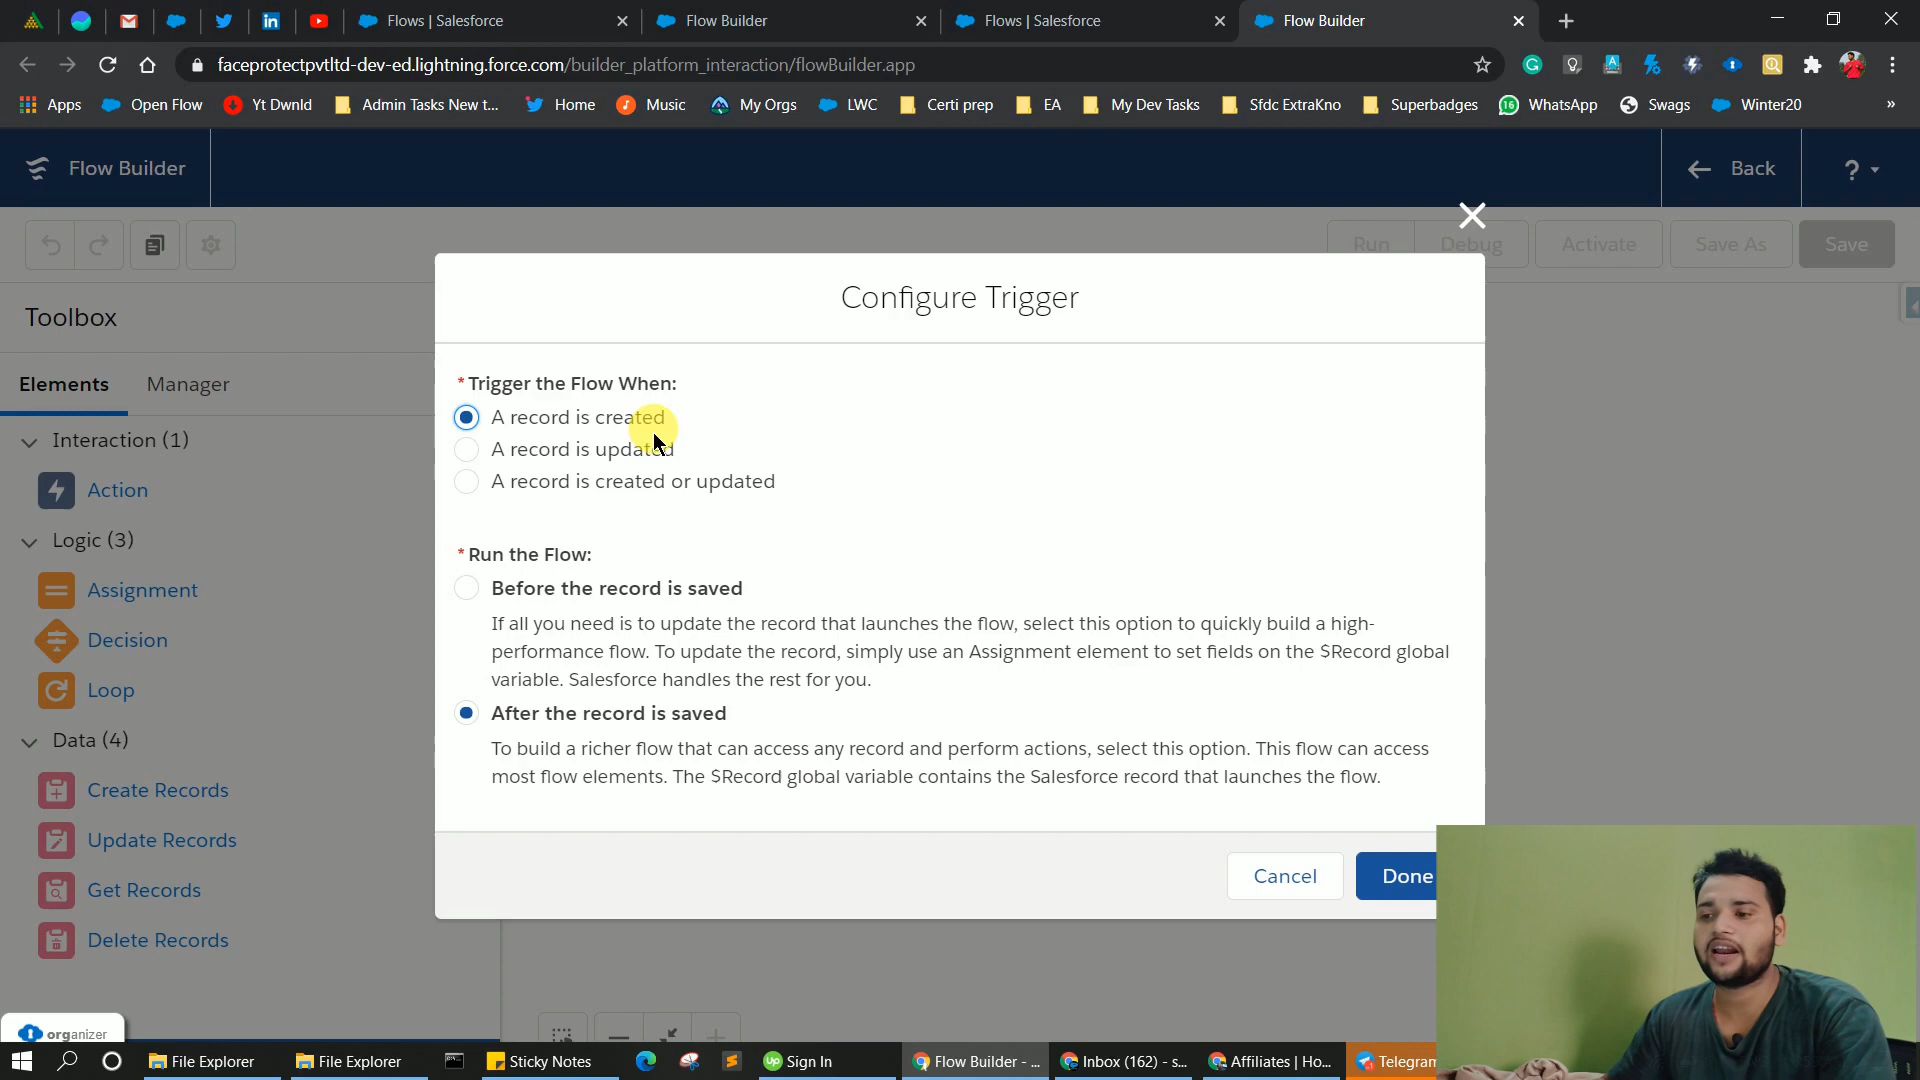 Flows | Salesforce
Flow Builder
Flows | Salesforce
Flow Builder
faceprotectpvtltd-dev-ed.lightning.force.com/builder_platform_interaction/flowBuilder.app
Apps
Open Flow
Yt Dwnld
Admin Tasks New t...
Home
Music
My Orgs
LWC
Certi prep
EA
My Dev Tasks
Sfdc ExtraKno
Superbadges
16
WhatsApp
Swags
Winter20
»
Flow Builder
Back
?
Run
Debug
Activate
Save As
Save
Toolbox
Elements
Manager
Interaction (1)
Action
Logic (3)
Assignment
Decision
Loop
Data (4)
Create Records
Update Records
Get Records
Delete Records
Configure Trigger
*Trigger the Flow When:
A record is created
A record is updated
A record is created or updated
*Run the Flow:
Before the record is saved
If all you need is to update the record that launches the flow, select this option to quickly build a high-
performance flow. To update the record, simply use an Assignment element to set fields on the $Record global
variable. Salesforce handles the rest for you.
After the record is saved
To build a richer flow that can access any record and perform actions, select this option. This flow can access
most flow elements. The $Record global variable contains the Salesforce record that launches the flow.
Cancel
Done
organizer
File Explorer
File Explorer
Sticky Notes
Sign In
Flow Builder - ...
Inbox (162) - s...
Affiliates | Ho...
Telegram